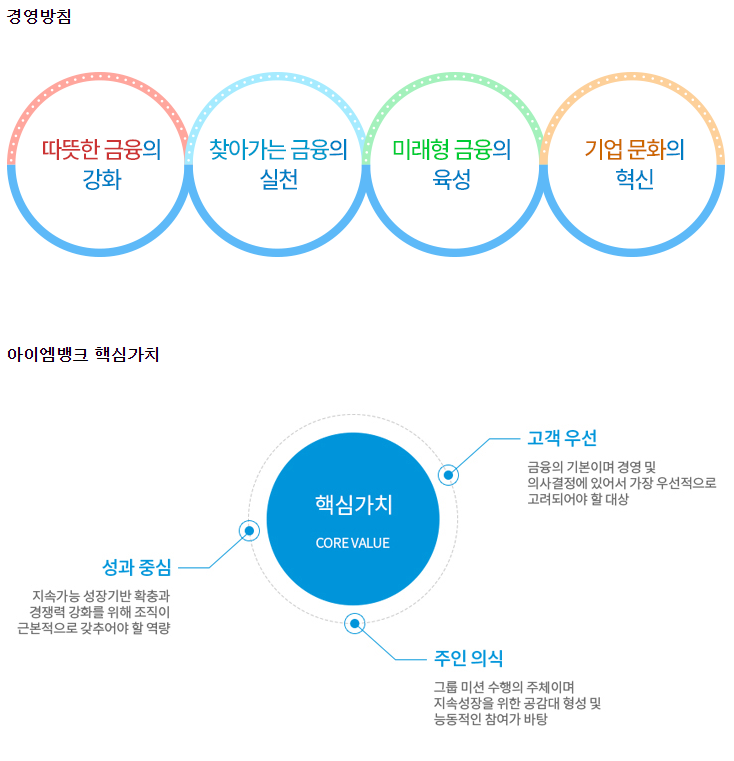 경영방침
따뜻한 금융의
강화
찾아가는 금융의
실천
미래형 금융의
육성
기업 문화의
혁신
아이엠뱅크 핵심가치
핵심가치
CORE VALUE
고객 우선
금융의 기본이며 경영 및
의사결정에 있어서 가장 우선적으로
고려되어야 할 대상
성과 중심
지속가능 성장기반 확충과
경쟁력 강화를 위해 조직이
근본적으로 갖추어야 할 역량
주인 의식
그룹 미션 수행의 주체이며
지속성장을 위한 공감대 형성 및
능동적인 참여가 바탕